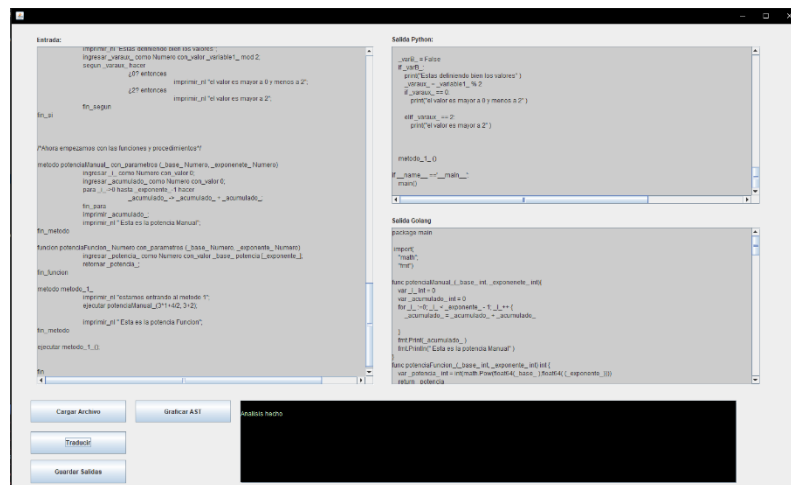 Entrada:
imprimir_nl "Estas definiendo bien los valores";
ingresar _varaux_ como Numero con_valor _variable1_ mod 2;
segun _varaux_ hacer
¿0? entonces
imprimir_nl "el valor es mayor a 0 y menos a 2";
¿2? entonces
imprimir_nl "el valor es mayor a 2";
fin_segun
fin_si
/*Ahora empezamos con las funciones y procedimientos*/
metodo potenciaManual_ con_parametros (_base_ Numero, _exponenete_ Numero)
ingresar _i_ como Numero con_valor 0;
ingresar _acumulado_ como Numero con_valor 0;
para _i_ ->0 hasta _exponente_-1 hacer
_acumulado_ -> _acumulado_ + _acumulado_;
fin_para
imprimir _acumulado_;
imprimir_nl " Esta es la potencia Manual";
fin_metodo
funcion potenciaFuncion_ Numero con_parametros (_base_ Numero, _exponente_ Numero)
ingresar _potencia_ como Numero con_valor _base_ potencia [_exponente_];
retornar _potencia_;
fin_funcion
metodo metodo_1_
imprimir_nl "estamos entrando al metodo 1";
ejecutar potenciaManual_(3*1+4/2, 3+2);
imprimir_nl " Esta es la potencia Funcion";
fin_metodo
ejecutar metodo_1_();
fin
Salida Python:
_varB_ = False
if _varB_:
print("Estas definiendo bien los valores" )
_varaux_ = _variable1_ % 2
if _varaux_ == 0:
print("el valor es mayor a 0 y menos a 2" )
elif _varaux_ == 2:
print("el valor es mayor a 2" )
metodo_1_()
if __name__ =="__main__":
main()
Salida Golang
package main
import(
"math";
"fmt")
func potenciaManual_(_base_ int, _exponenete_ int){
var _i_ int = 0
var _acumulado_ int = 0
for _i_ :=0; _i_ < _exponente_ - 1; _i_++ {
_acumulado_ = _acumulado_ + _acumulado_
}
fmt.Print(_acumulado_ )
fmt.Println(" Esta es la potencia Manual" )
}
func potenciaFuncion_(_base_ int, _exponente_ int) int {
var _potencia_ int = int(math.Pow(float64(_base_),float64( (_exponente_))))
return _potencia_
Cargar Archivo
Graficar AST
Traducir
Guardar Salidas
Analisis hecho